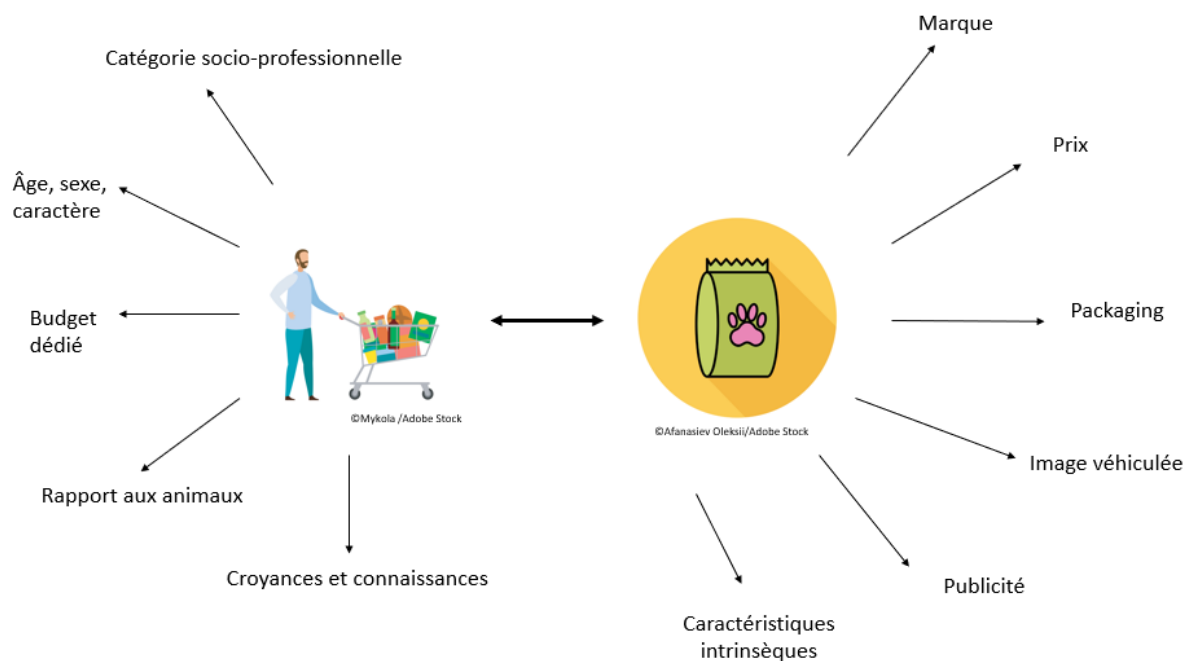 Marque
Catégorie socio-professionnelle
Prix
Âge, sexe,
caractère
Packaging
Budget
dédié
©Mykola /Adobe Stock
©Afanasiev Oleksii/Adobe Stock
Image véhiculée
Rapport aux animaux
Croyances et connaissances
Publicité
Caractéristiques
intrinsèques